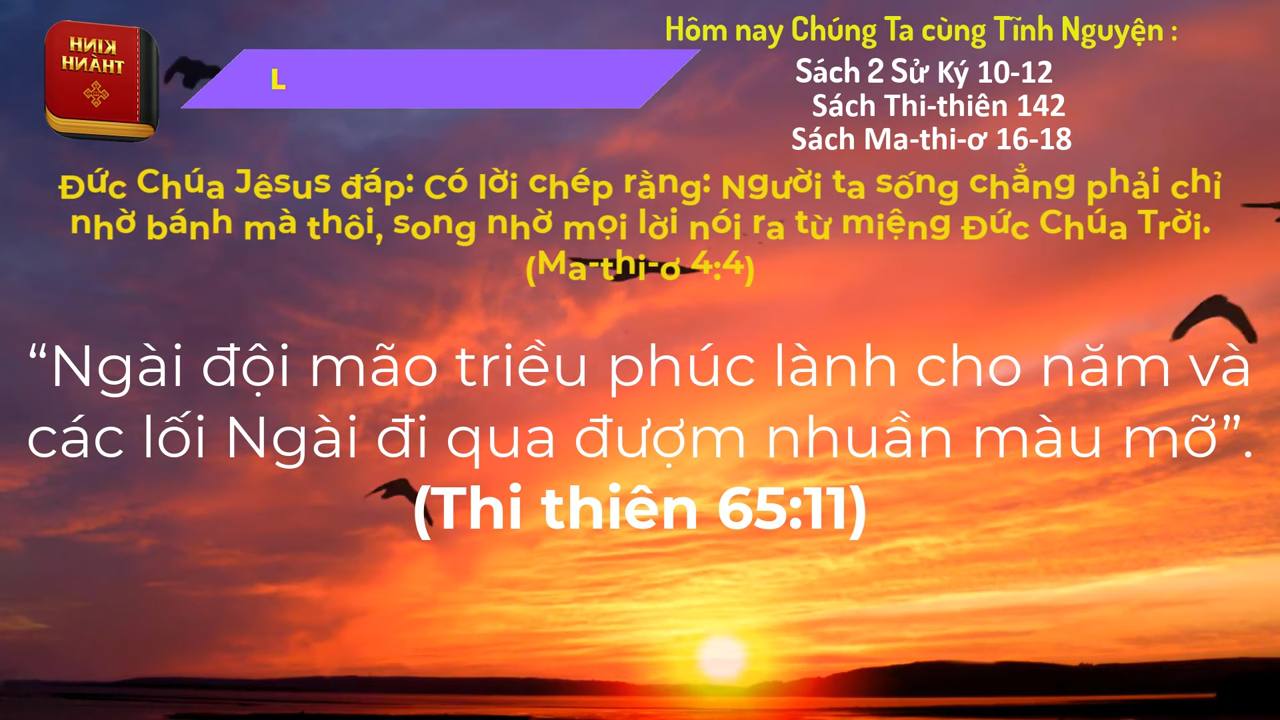 KINH
THÁNH
L
Hôm nay Chúng Ta cùng Tĩnh Nguyện :
Sách 2 Sử Ký 10-12
Sách Thi-thiên 142
Sách Ma-thi-ơ 16-18
Đức Chúa Jêsus đáp: Có lời chép rằng: Người ta sống chẳng phải chỉ
nhờ bánh mà thôi, song nhờ mọi lời nói ra từ miệng Đức Chúa Trời.
(Ma-thi-ơ 4:4)
“Ngài đội mão triều phúc lành cho năm và
các lối Ngài đi qua đượm nhuần màu mỡ”.
(Thi thiên 65:11)